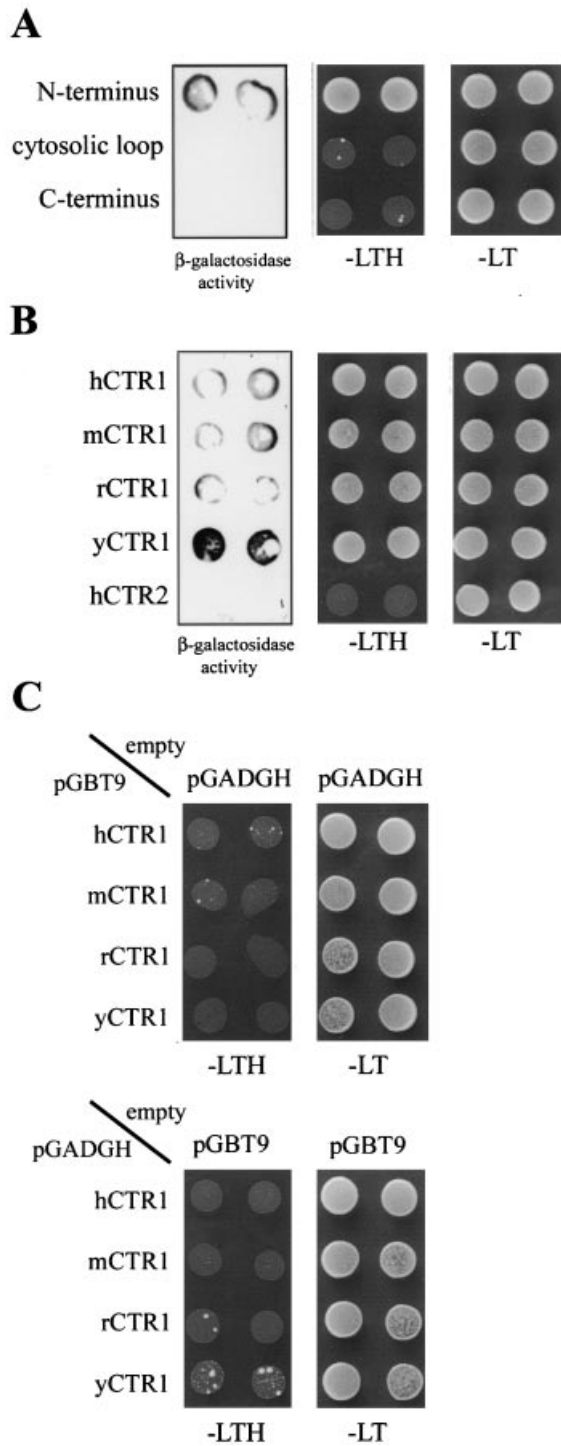 A
N-terminus
cytosolic loop
C-terminus
β-galactosidase
activity
-LTH
-LT
B
hCTR1
mCTR1
rCTR1
yCTR1
hCTR2
β-galactosidase
activity
-LTH
-LT
C
empty
pGBT9
pGADGH
pGADGH
hCTR1
mCTR1
rCTR1
yCTR1
-LTH
-LT
empty
pGADGH
pGBT9
pGBT9
hCTR1
mCTR1
rCTR1
yCTR1
-LTH
-LT